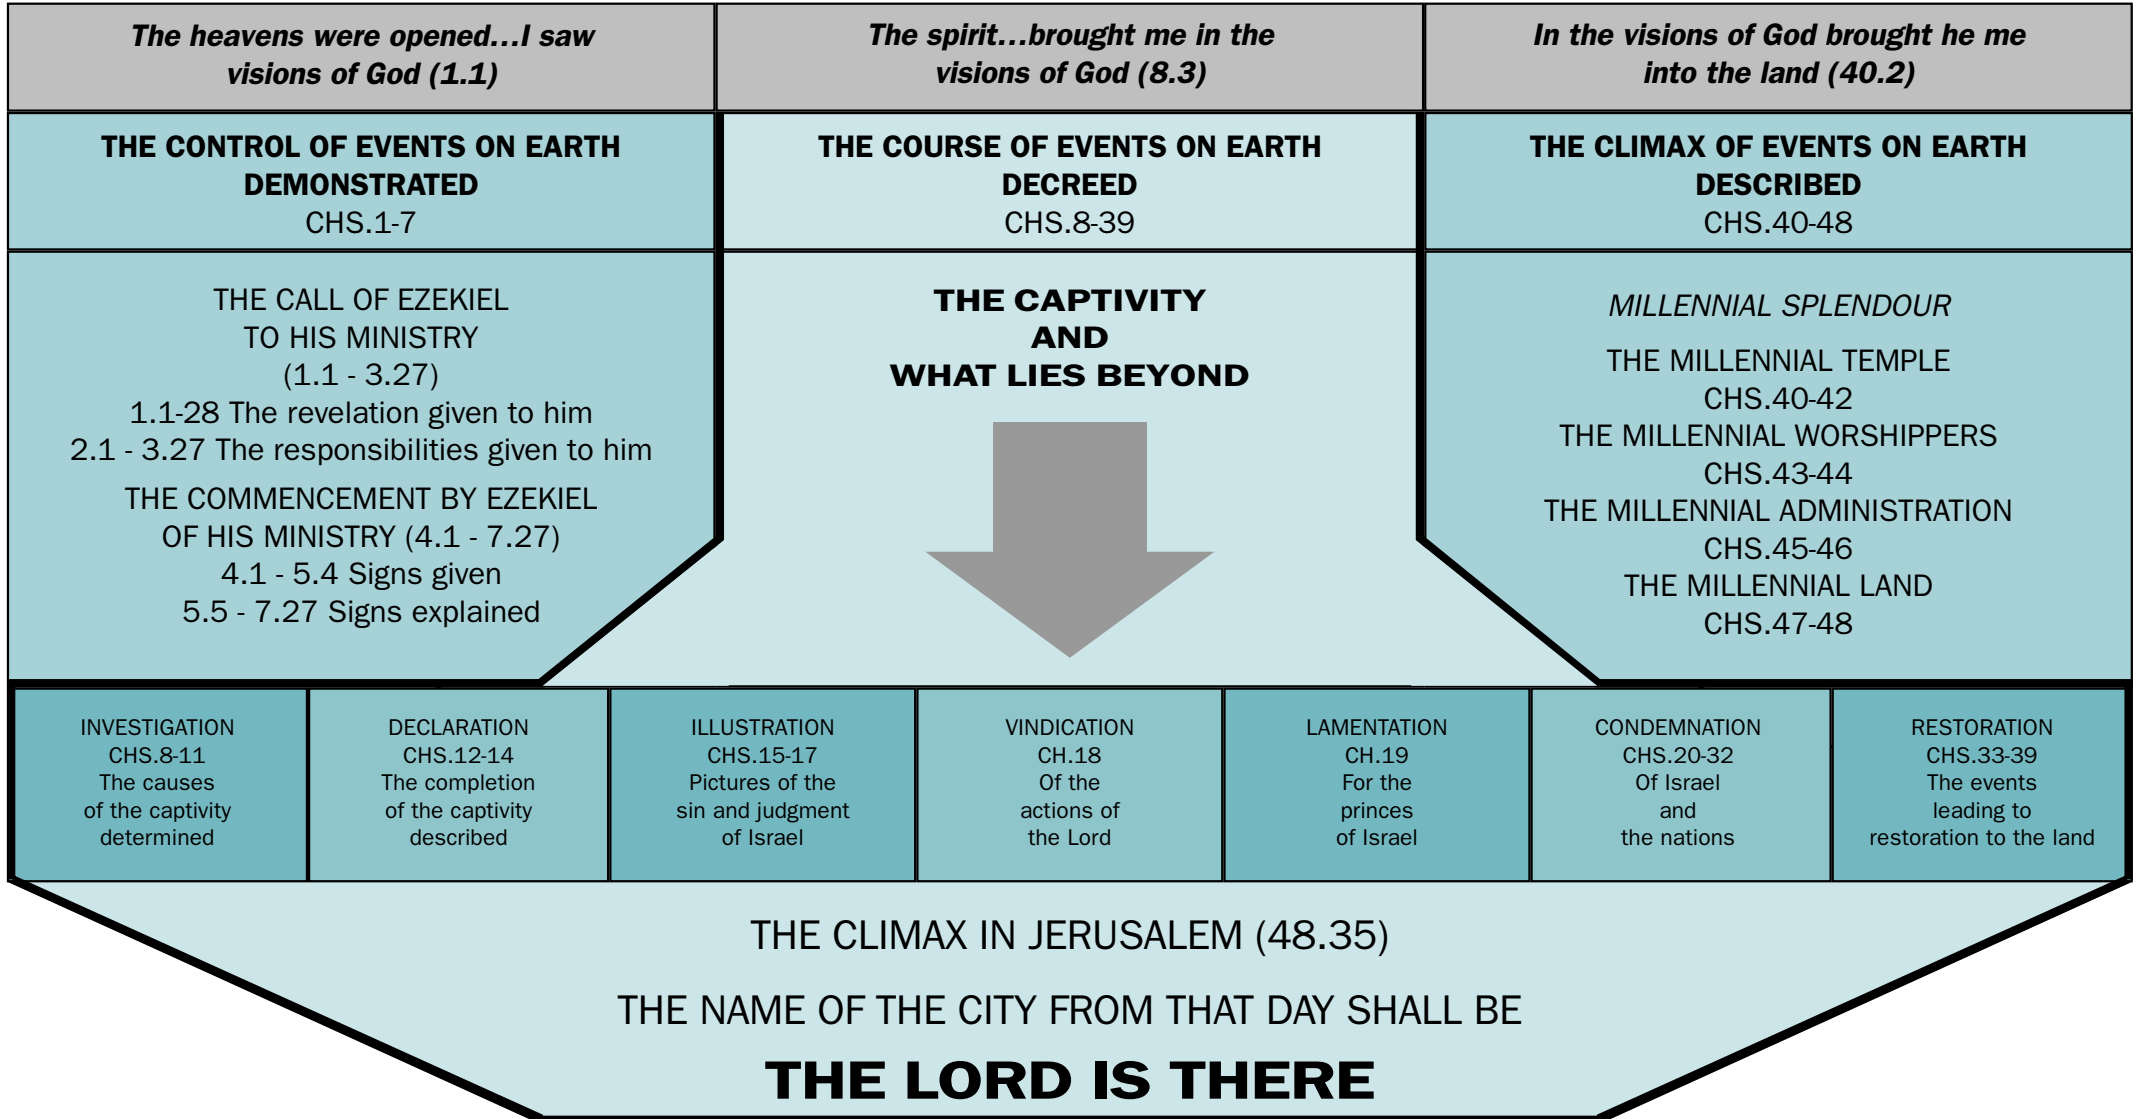 The heavens were opened...I saw
visions of God (1.1)
The spirit...brought me in the
visions of God (8.3)
In the visions of God brought he me
into the land (40.2)
THE CONTROL OF EVENTS ON EARTH
DEMONSTRATED
CHS.1-7
THE COURSE OF EVENTS ON EARTH
DECREED
CHS.8-39
THE CLIMAX OF EVENTS ON EARTH
DESCRIBED
CHS.40-48
THE CALL OF EZEKIEL
TO HIS MINISTRY
(1.1 - 3.27)
1.1-28 The revelation given to him
2.1 - 3.27 The responsibilities given to him
THE COMMENCEMENT BY EZEKIEL
OF HIS MINISTRY (4.1 - 7.27)
4.1 - 5.4 Signs given
5.5 - 7.27 Signs explained
THE CAPTIVITY
AND
WHAT LIES BEYOND
MILLENNIAL SPLENDOUR
THE MILLENNIAL TEMPLE
CHS.40-42
THE MILLENNIAL WORSHIPPERS
CHS.43-44
THE MILLENNIAL ADMINISTRATION
CHS.45-46
THE MILLENNIAL LAND
CHS.47-48
INVESTIGATION
CHS.8-11
The causes
of the captivity
determined
DECLARATION
CHS.12-14
The completion
of the captivity
described
ILLUSTRATION
CHS.15-17
Pictures of the
sin and judgment
of Israel
VINDICATION
CH.18
Of the
actions of
the Lord
LAMENTATION
CH.19
For the
princes
of Israel
CONDEMNATION
CHS.20-32
Of Israel
and
the nations
RESTORATION
CHS.33-39
The events
leading to
restoration to the land
THE CLIMAX IN JERUSALEM (48.35)
THE NAME OF THE CITY FROM THAT DAY SHALL BE
THE LORD IS THERE